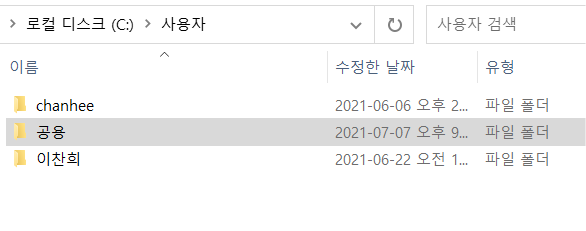 로컬 디스크 (C:) 사용자 사용자 검색
이름 수정한 날짜 유형
chanhee 2021-06-06 오후 2... 파일 폴더
공용 2021-07-07 오후 9... 파일 폴더
이찬희 2021-06-22 오전 1... 파일 폴더